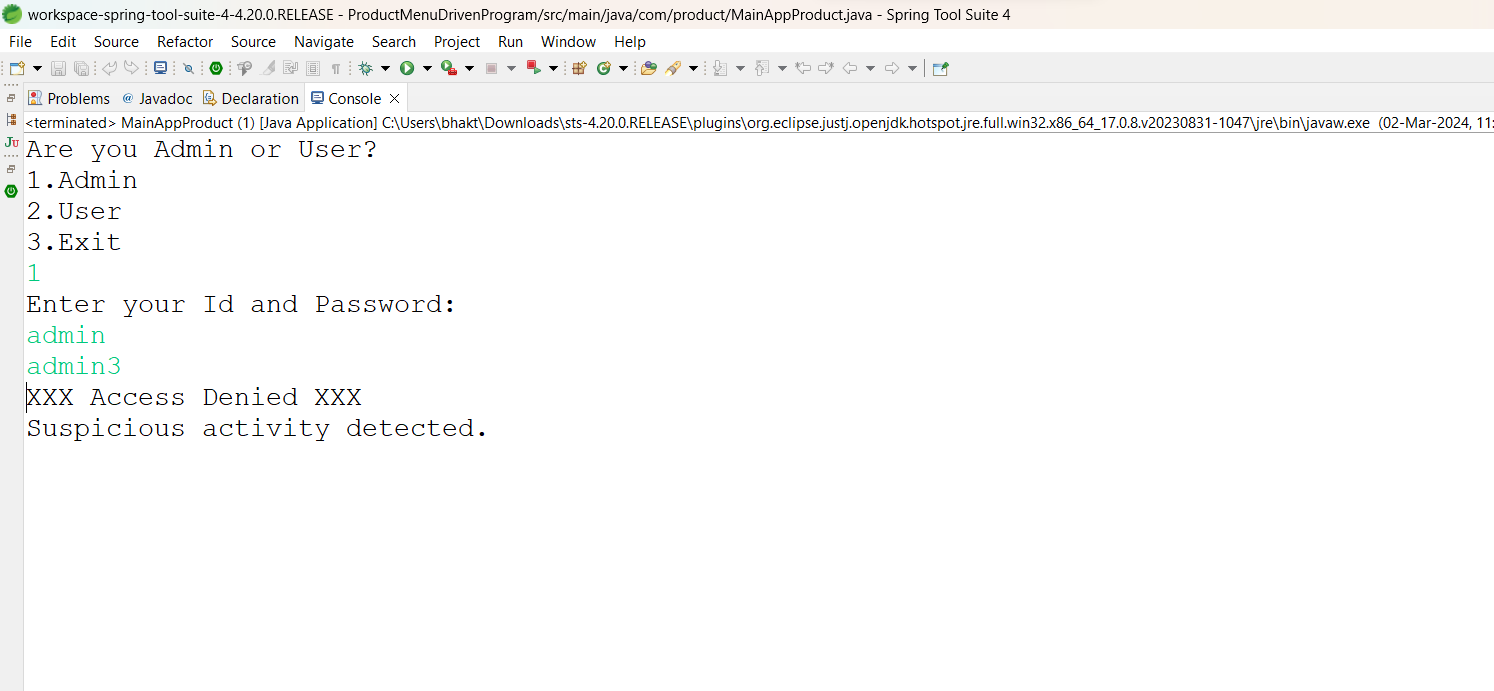 workspace-spring-tool-suite-4-4.20.0.RELEASE - ProductMenuDrivenProgram/src/main/java/com/product/MainAppProduct.java - Spring Tool Suite 4
File Edit Source Refactor Source Navigate Search Project Run Window Help
Problems @ Javadoc Declaration Console
<terminated> MainAppProduct (1) [Java Application] C:\Users\bhakt\Downloads\sts-4.20.0.RELEASE\plugins\org.eclipse.justj.openjdk.hotspot.jre.full.win32.x86_64_17.0.8.v20230831-1047\jre\bin\javaw.exe (02-Mar-2024, 11:
Ju
Are you Admin or User?
1.Admin
2.User
3.Exit
1
Enter your Id and Password:
admin
admin3
XXX Access Denied XXX
Suspicious activity detected.